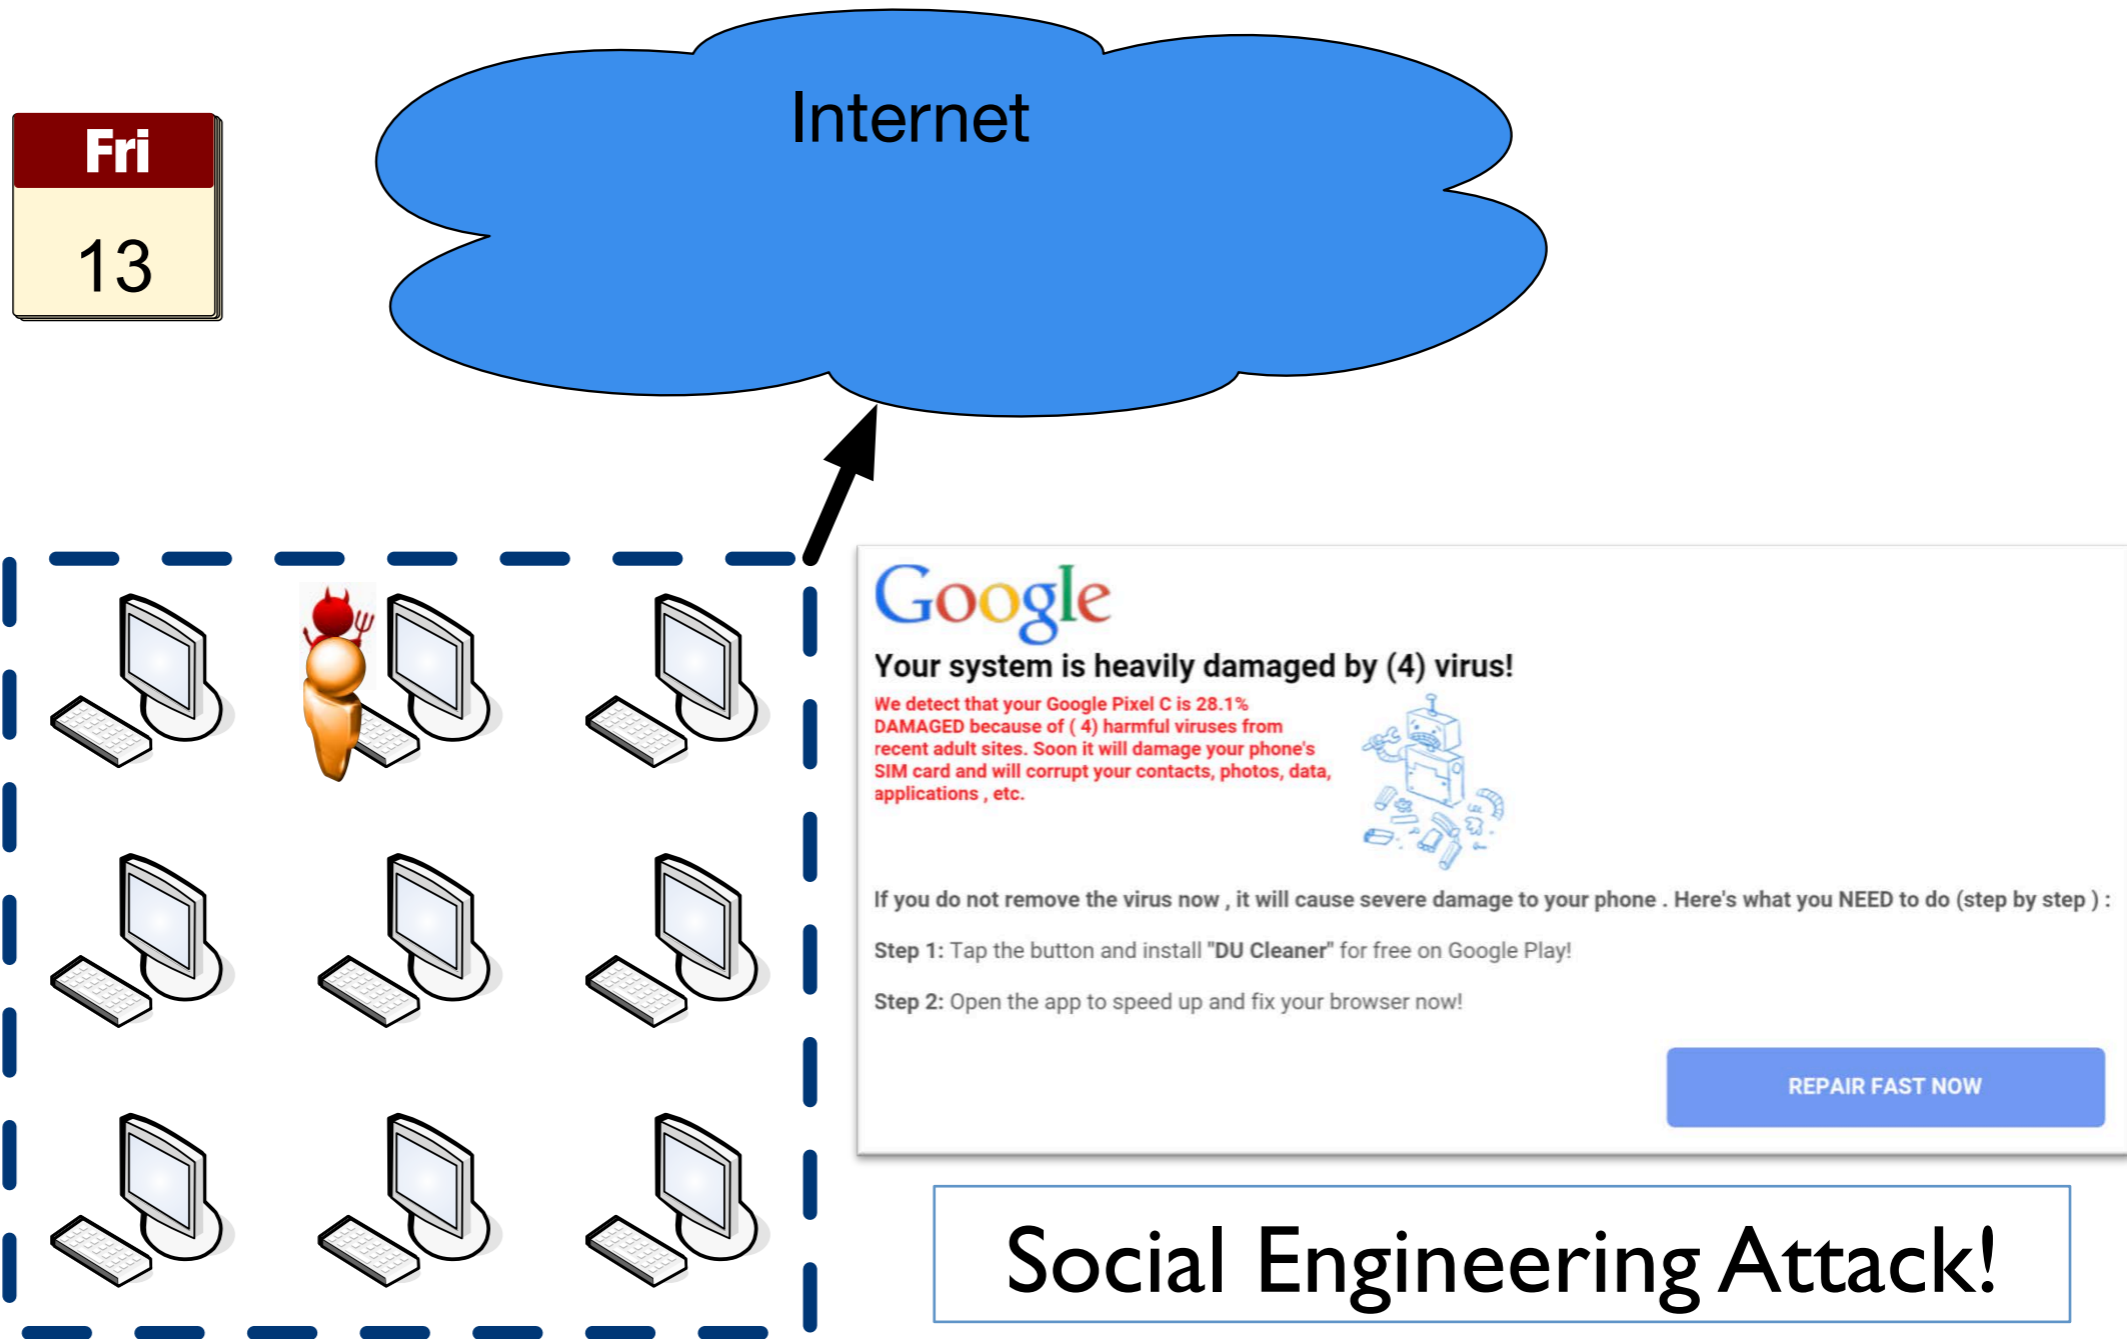 Internet
Fri
13
Google
Your system is heavily damaged by (4) virus!
We detect that your Google Pixel C is 28.1%
DAMAGED because of ( 4) harmful viruses from
recent adult sites. Soon it will damage your phone's
SIM card and will corrupt your contacts, photos, data,
applications , etc.
If you do not remove the virus now , it will cause severe damage to your phone . Here's what you NEED to do (step by step ) :
Step 1: Tap the button and install "DU Cleaner" for free on Google Play!
Step 2: Open the app to speed up and fix your browser now!
REPAIR FAST NOW
Social Engineering Attack!